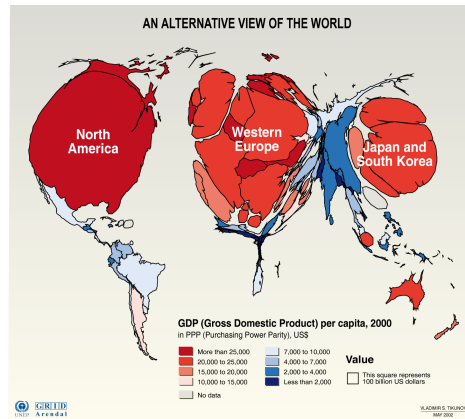 AN ALTERNATIVE VIEW OF THE WORLD
North
America
Western
Europe
Japan and
South Korea
GDP (Gross Domestic Product) per capita, 2000
in PPP (Purchasing Power Parity), US$
More than 25,000
20,000 to 25,000
15,000 to 20,000
10,000 to 15,000
No data
7,000 to 10,000
4,000 to 7,000
2,000 to 4,000
Less than 2,000
Value
This square represents
100 billion US dollars
UNEP
GRID
Arendal
VLADIMIR S. TIKUNOV
MAY 2002